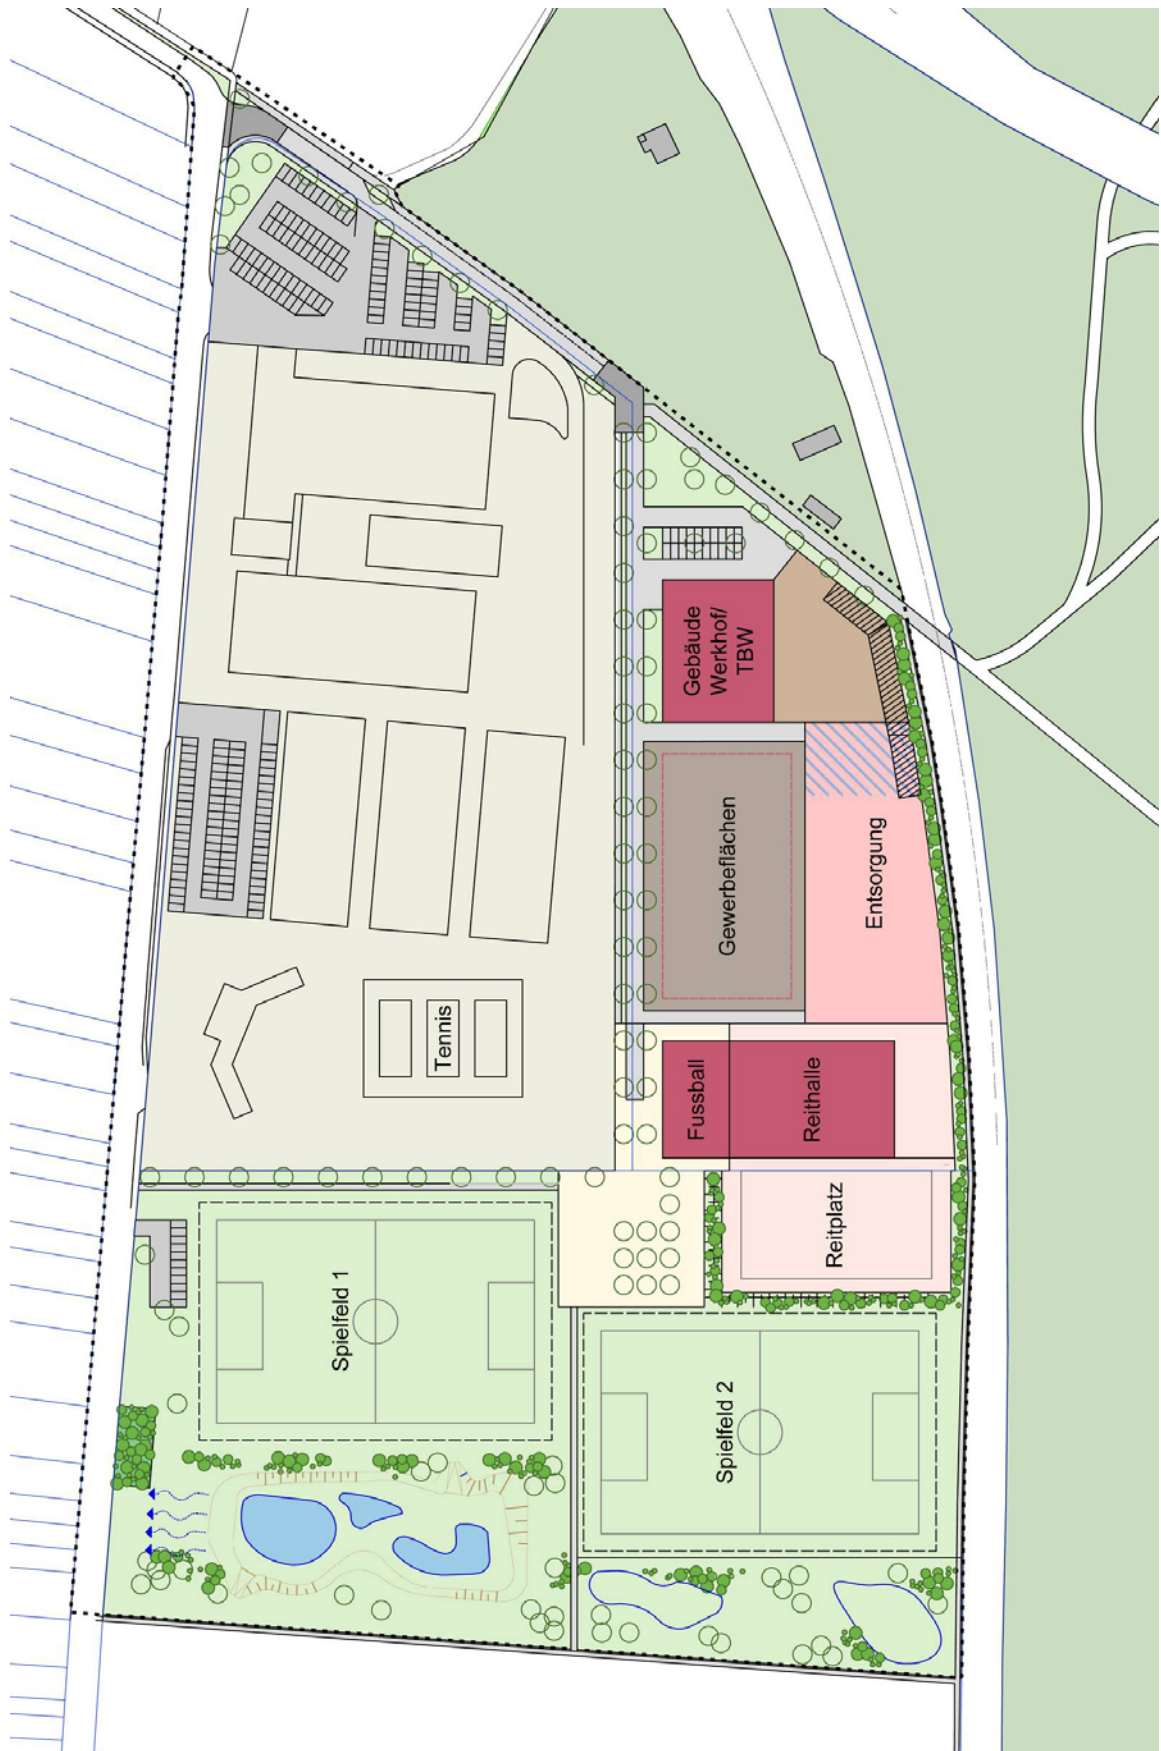 Gebäude
Werkhof/
TBW
Gewerbeflächen
Entsorgung
Tennis
Fussball
Reithalle
Reitplatz
Spielfeld 1
Spielfeld 2